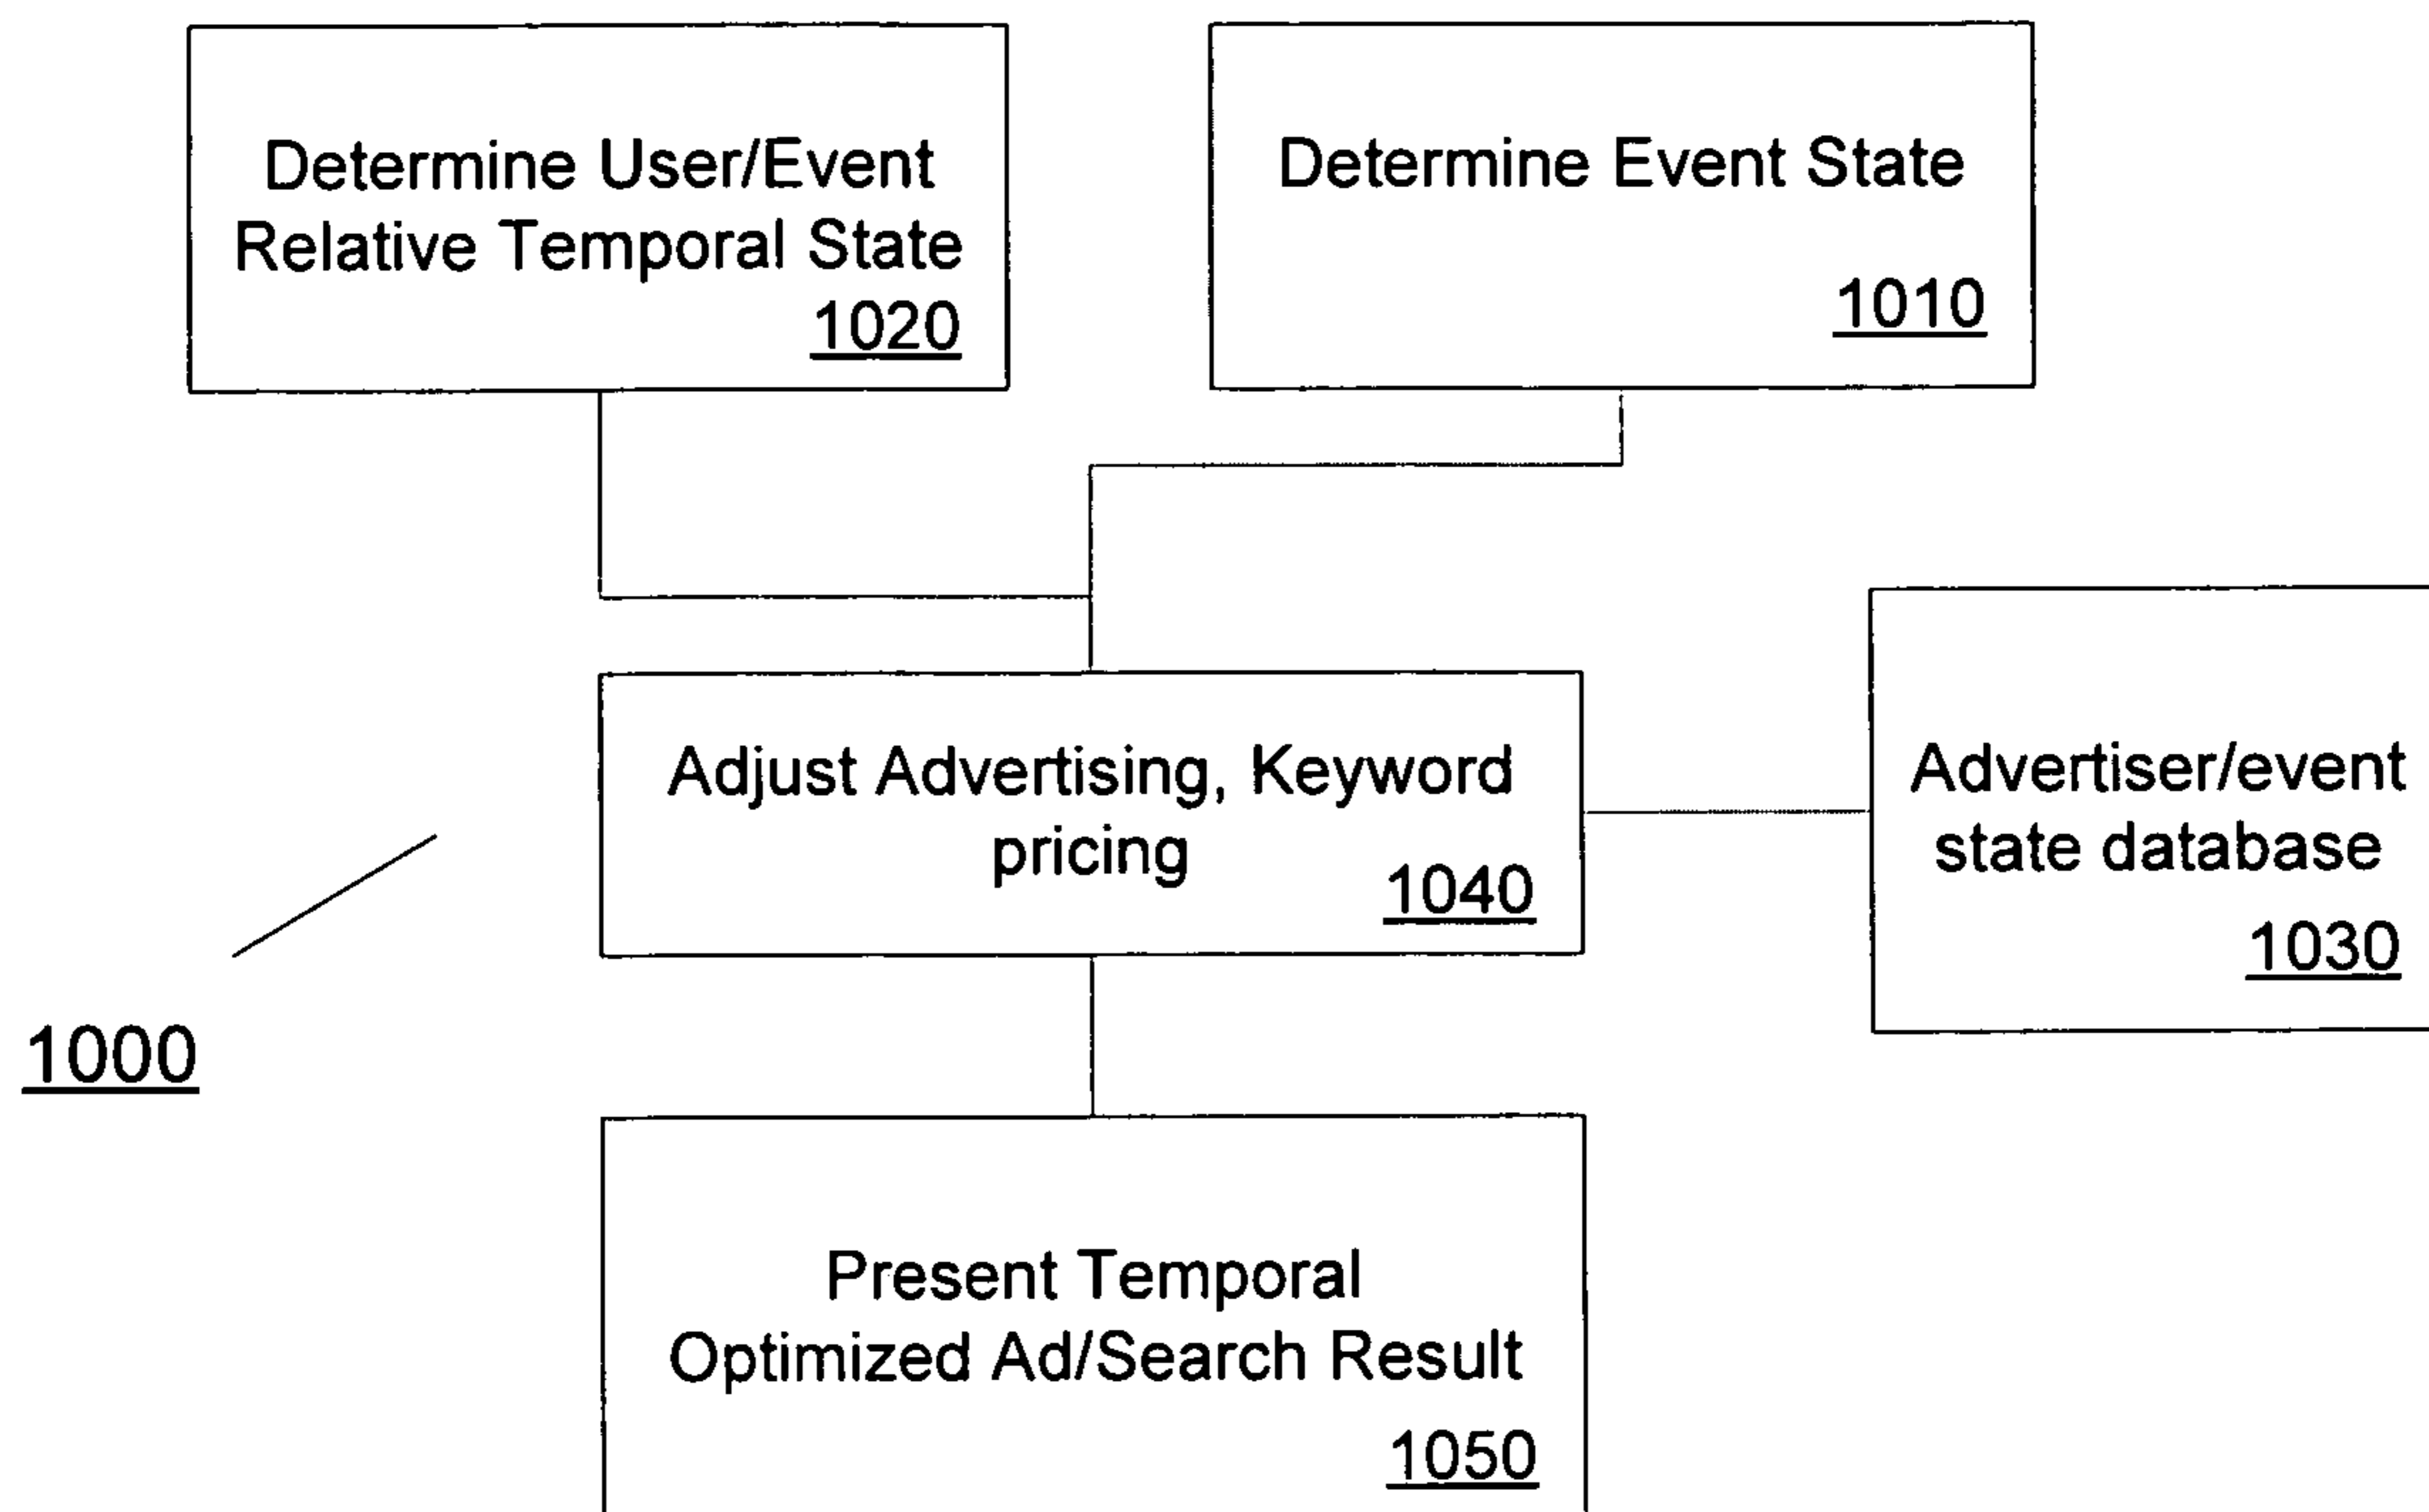 Determine User/Event
Relative Temporal State
1020
Determine Event State
1010
Adjust Advertising, Keyword
pricing
1040
Advertiser/event
state database
1030
1000
Present Temporal
Optimized Ad/Search Result
1050